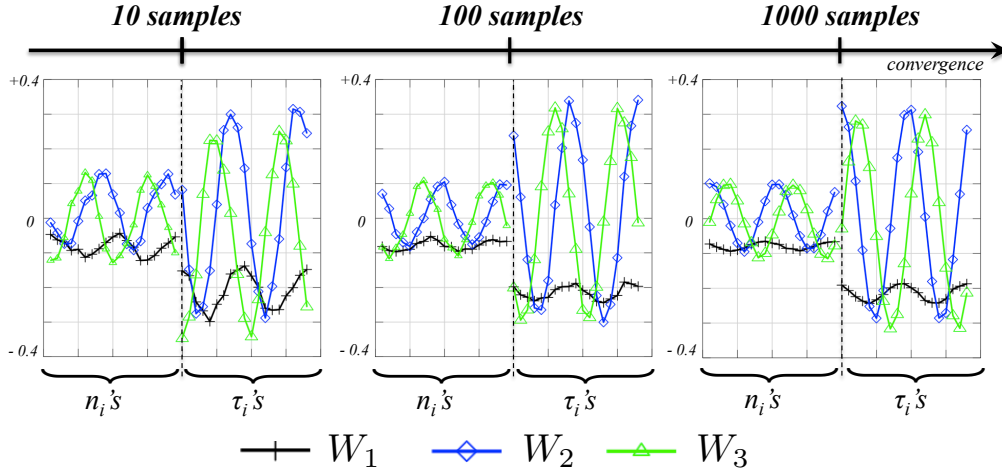 10 samples 100 samples 1000 samples
convergence
+0.4 +0.4 +0.4
0 0 0
- 0.4 - 0.4 - 0.4
nᵢ's τᵢ's nᵢ's τᵢ's nᵢ's τᵢ's
W₁ W₂ W₃